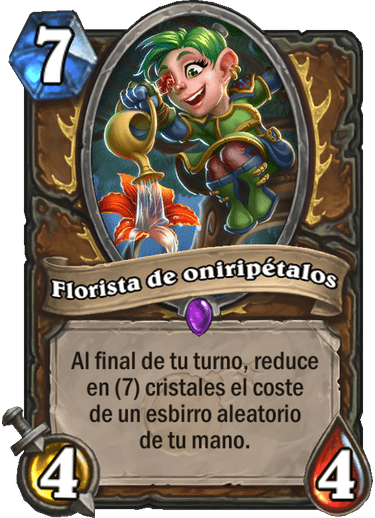 7
Florista de oniripétalos
Al final de tu turno, reduce
en (7) cristales el coste
de un esbirro aleatorio
de tu mano.
4
4